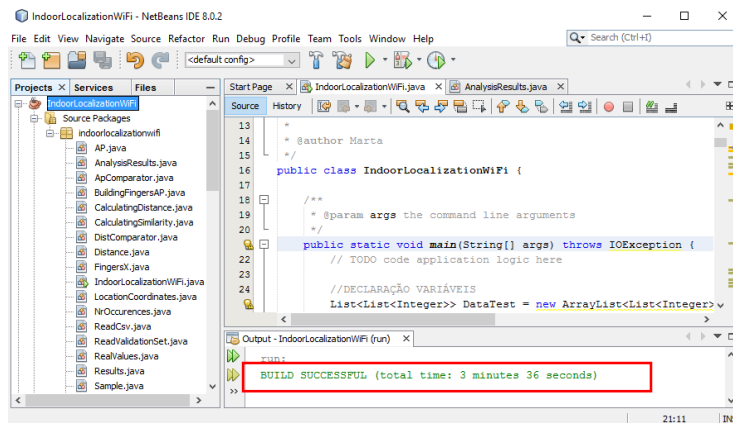 IndoorLocalizationWiFi - NetBeans IDE 8.0.2
File Edit View Navigate Source Refactor Run Debug Profile Team Tools Window Help
Search (Ctrl+I)
<default config>
Projects Services Files
Start Page IndoorLocalizationWiFi.java AnalysisResults.java
IndoorLocalizationWiFi
Source Packages
indoorlocalizationwifi
AP.java
AnalysisResults.java
ApComparator.java
BuildingFingersAP.java
CalculatingDistance.java
CalculatingSimilarity.java
DistComparator.java
Distance.java
FingersX.java
IndoorLocalizationWiFi.java
LocationCoordinates.java
NrOccurences.java
ReadCsv.java
ReadValidationSet.java
RealValues.java
Results.java
Sample.java
Source History
13 *
14 * @author Marta
15 */
16 public class IndoorLocalizationWiFi {
17
18 /**
19 * @param args the command line arguments
20 */
public static void main(String[] args) throws IOException {
22 // TODO code application logic here
23
24 //DECLARAÇÃO VARIÁVEIS
List<List<Integer>> DataTest = new ArrayList<List<Integer>
Output - IndoorLocalizationWiFi (run)
run:
BUILD SUCCESSFUL (total time: 3 minutes 36 seconds)
21:11 IN